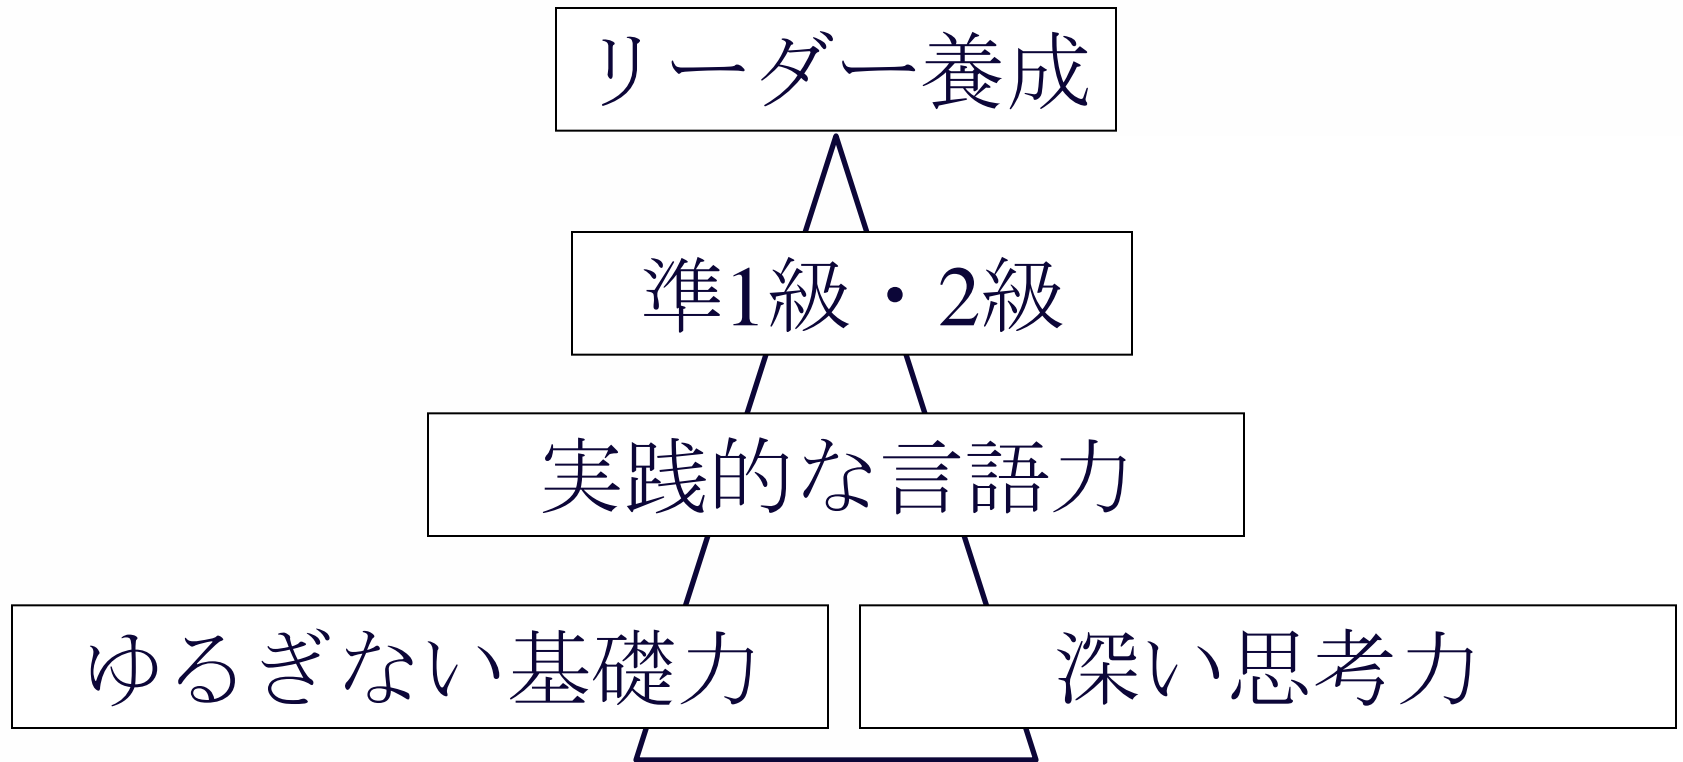 リーダー養成
準1級・2級
実践的な言語力
ゆるぎない基礎力
深い思考力